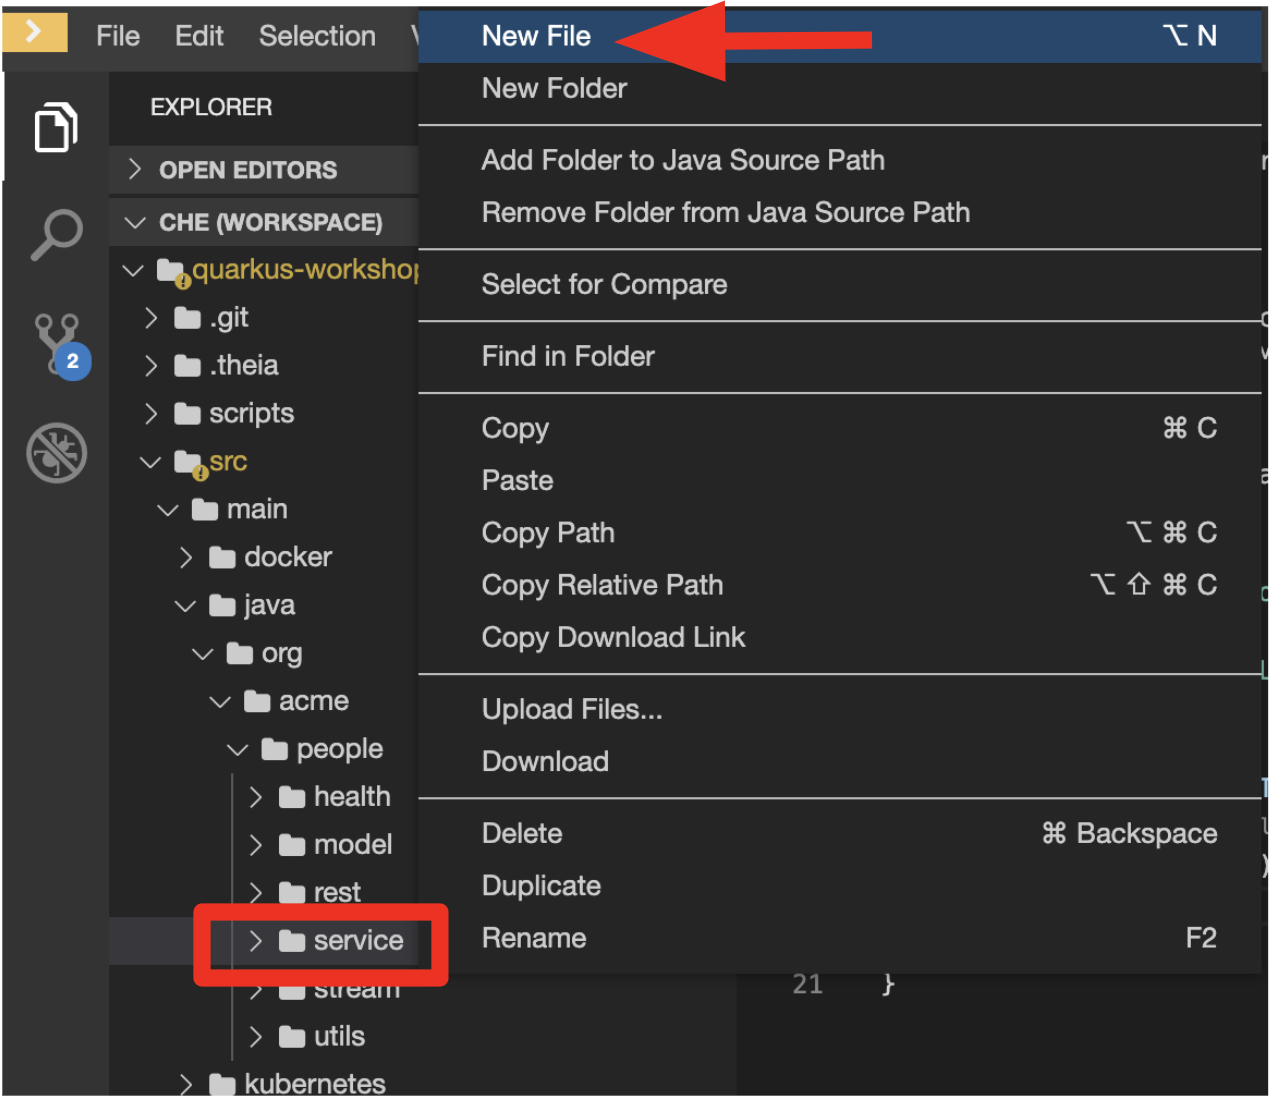 File Edit Selection
New File ⌥ N
New Folder
EXPLORER
OPEN EDITORS
Add Folder to Java Source Path
CHE (WORKSPACE)
Remove Folder from Java Source Path
quarkus-workshop
Select for Compare
.git
.theia
Find in Folder
2
scripts
Copy ⌘ C
src
Paste
main
Copy Path ⌥ ⌘ C
docker
Copy Relative Path ⌥ ⇧ ⌘ C
java
Copy Download Link
org
acme
Upload Files...
people
Download
health
model
Delete ⌘ Backspace
rest
Duplicate
service
Rename F2
stream
21 }
utils
kubernetes